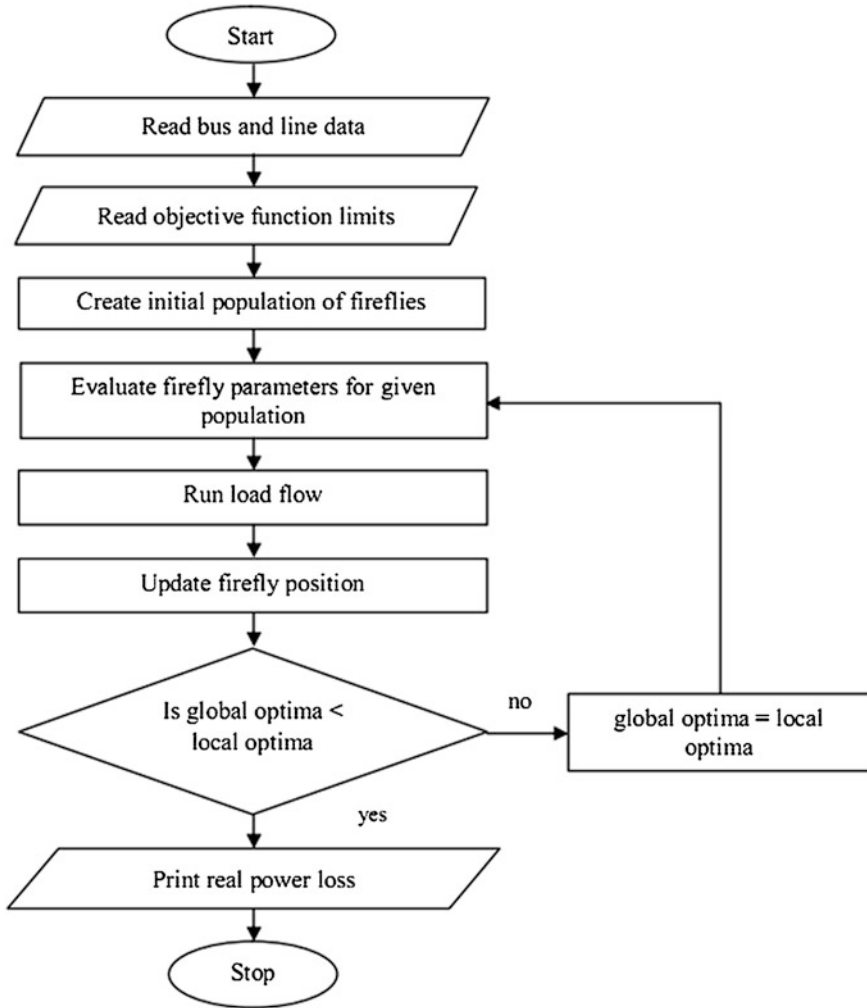 Start
Read bus and line data
Read objective function limits
Create initial population of fireflies
Evaluate firefly parameters for given
population
Run load flow
Update firefly position
Is global optima <
local optima
no
global optima = local
optima
yes
Print real power loss
Stop